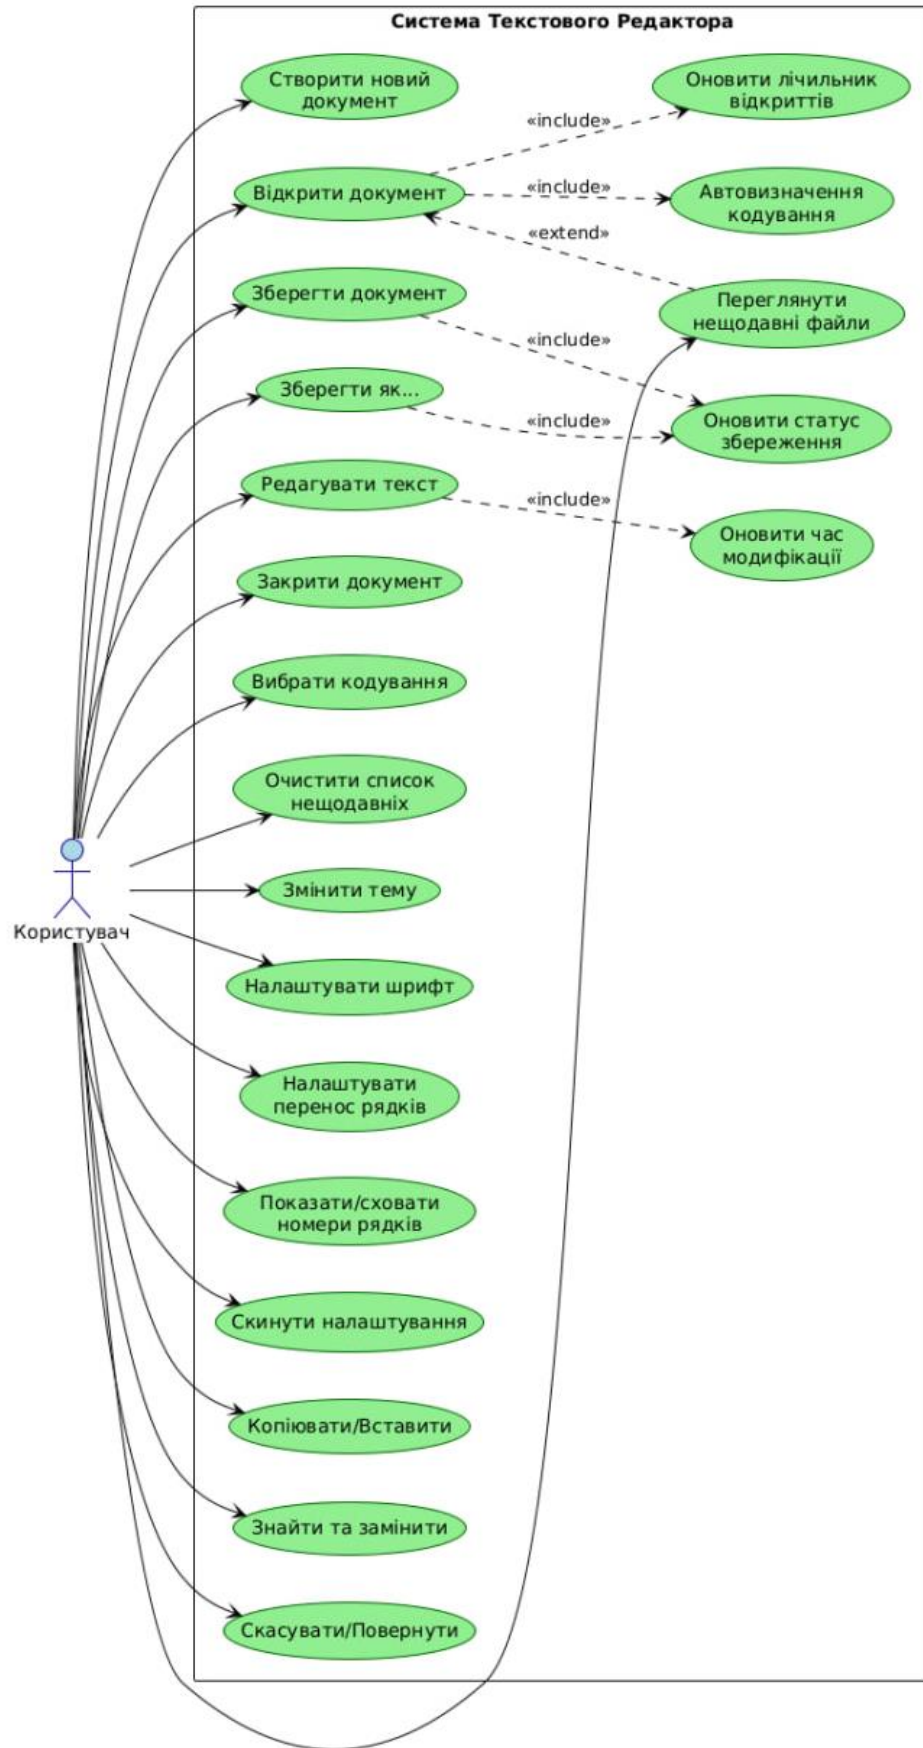 Система Текстового Редактора
Створити новий
документ
Оновити лічильник
відкриттів
«include»
Відкрити документ
«include»
Автовизначення
кодування
«extend»
Зберегти документ
Переглянути
нещодавні файли
«include»
Зберегти як...
«include»
Оновити статус
збереження
Редагувати текст
«include»
Оновити час
модифікації
Закрити документ
Вибрати кодування
Очистити список
нещодавніх
Змінити тему
Користувач
Налаштувати шрифт
Налаштувати
перенос рядків
Показати/сховати
номери рядків
Скинути налаштування
Копіювати/Вставити
Знайти та замінити
Скасувати/Повернути